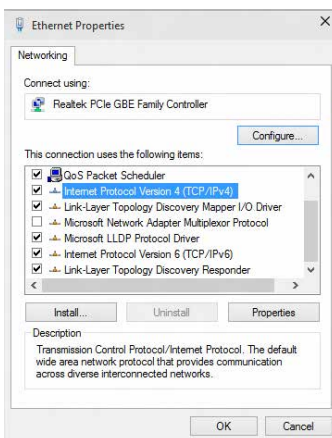 Ethernet Properties
Networking
Connect using:
Realtek PCIe GBE Family Controller
Configure...
This connection uses the following items:
QoS Packet Scheduler
Internet Protocol Version 4 (TCP/IPv4)
Link-Layer Topology Discovery Mapper I/O Driver
Microsoft Network Adapter Multiplexor Protocol
Microsoft LLDP Protocol Driver
Internet Protocol Version 6 (TCP/IPv6)
Link-Layer Topology Discovery Responder
Install... Uninstall Properties
Description
Transmission Control Protocol/Internet Protocol. The default
wide area network protocol that provides communication
across diverse interconnected networks.
OK Cancel